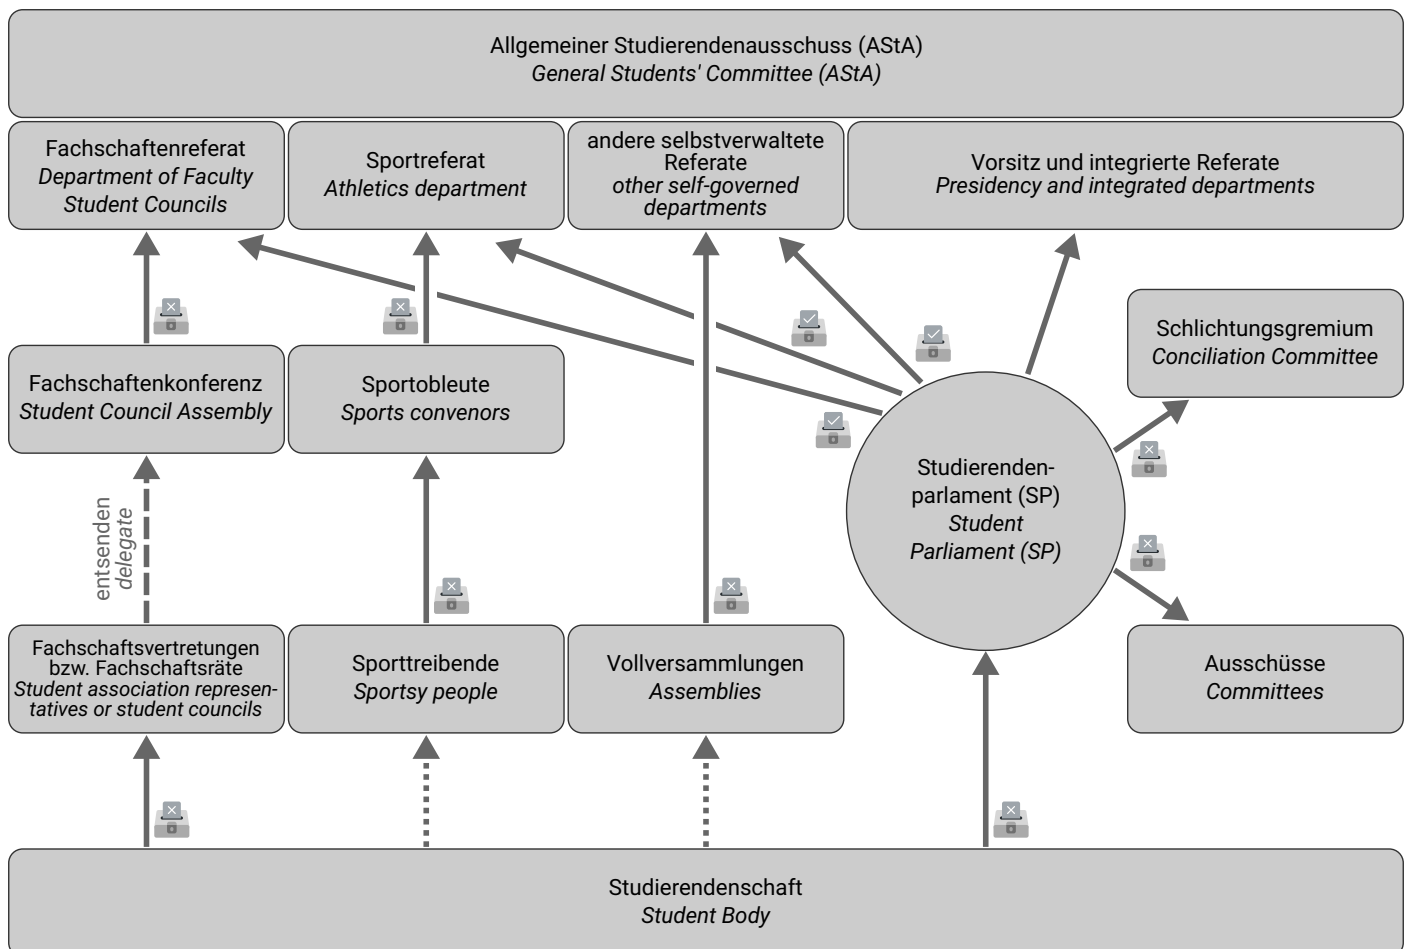 Allgemeiner Studierendenausschuss (AStA)
General Students' Committee (AStA)
Fachschaftenreferat
Department of Faculty
Student Councils
Sportreferat
Athletics department
andere selbstverwaltete
Referate
other self-governed
departments
Vorsitz und integrierte Referate
Presidency and integrated departments
Schlichtungsgremium
Conciliation Committee
Fachschaftenkonferenz
Student Council Assembly
Sportobleute
Sports convenors
Studierenden-
parlament (SP)
Student
Parliament (SP)
entsenden
delegate
Fachschaftsvertretungen
bzw. Fachschaftsräte
Student association represen-
tatives or student councils
Sporttreibende
Sportsy people
Vollversammlungen
Assemblies
Ausschüsse
Committees
Studierendenschaft
Student Body